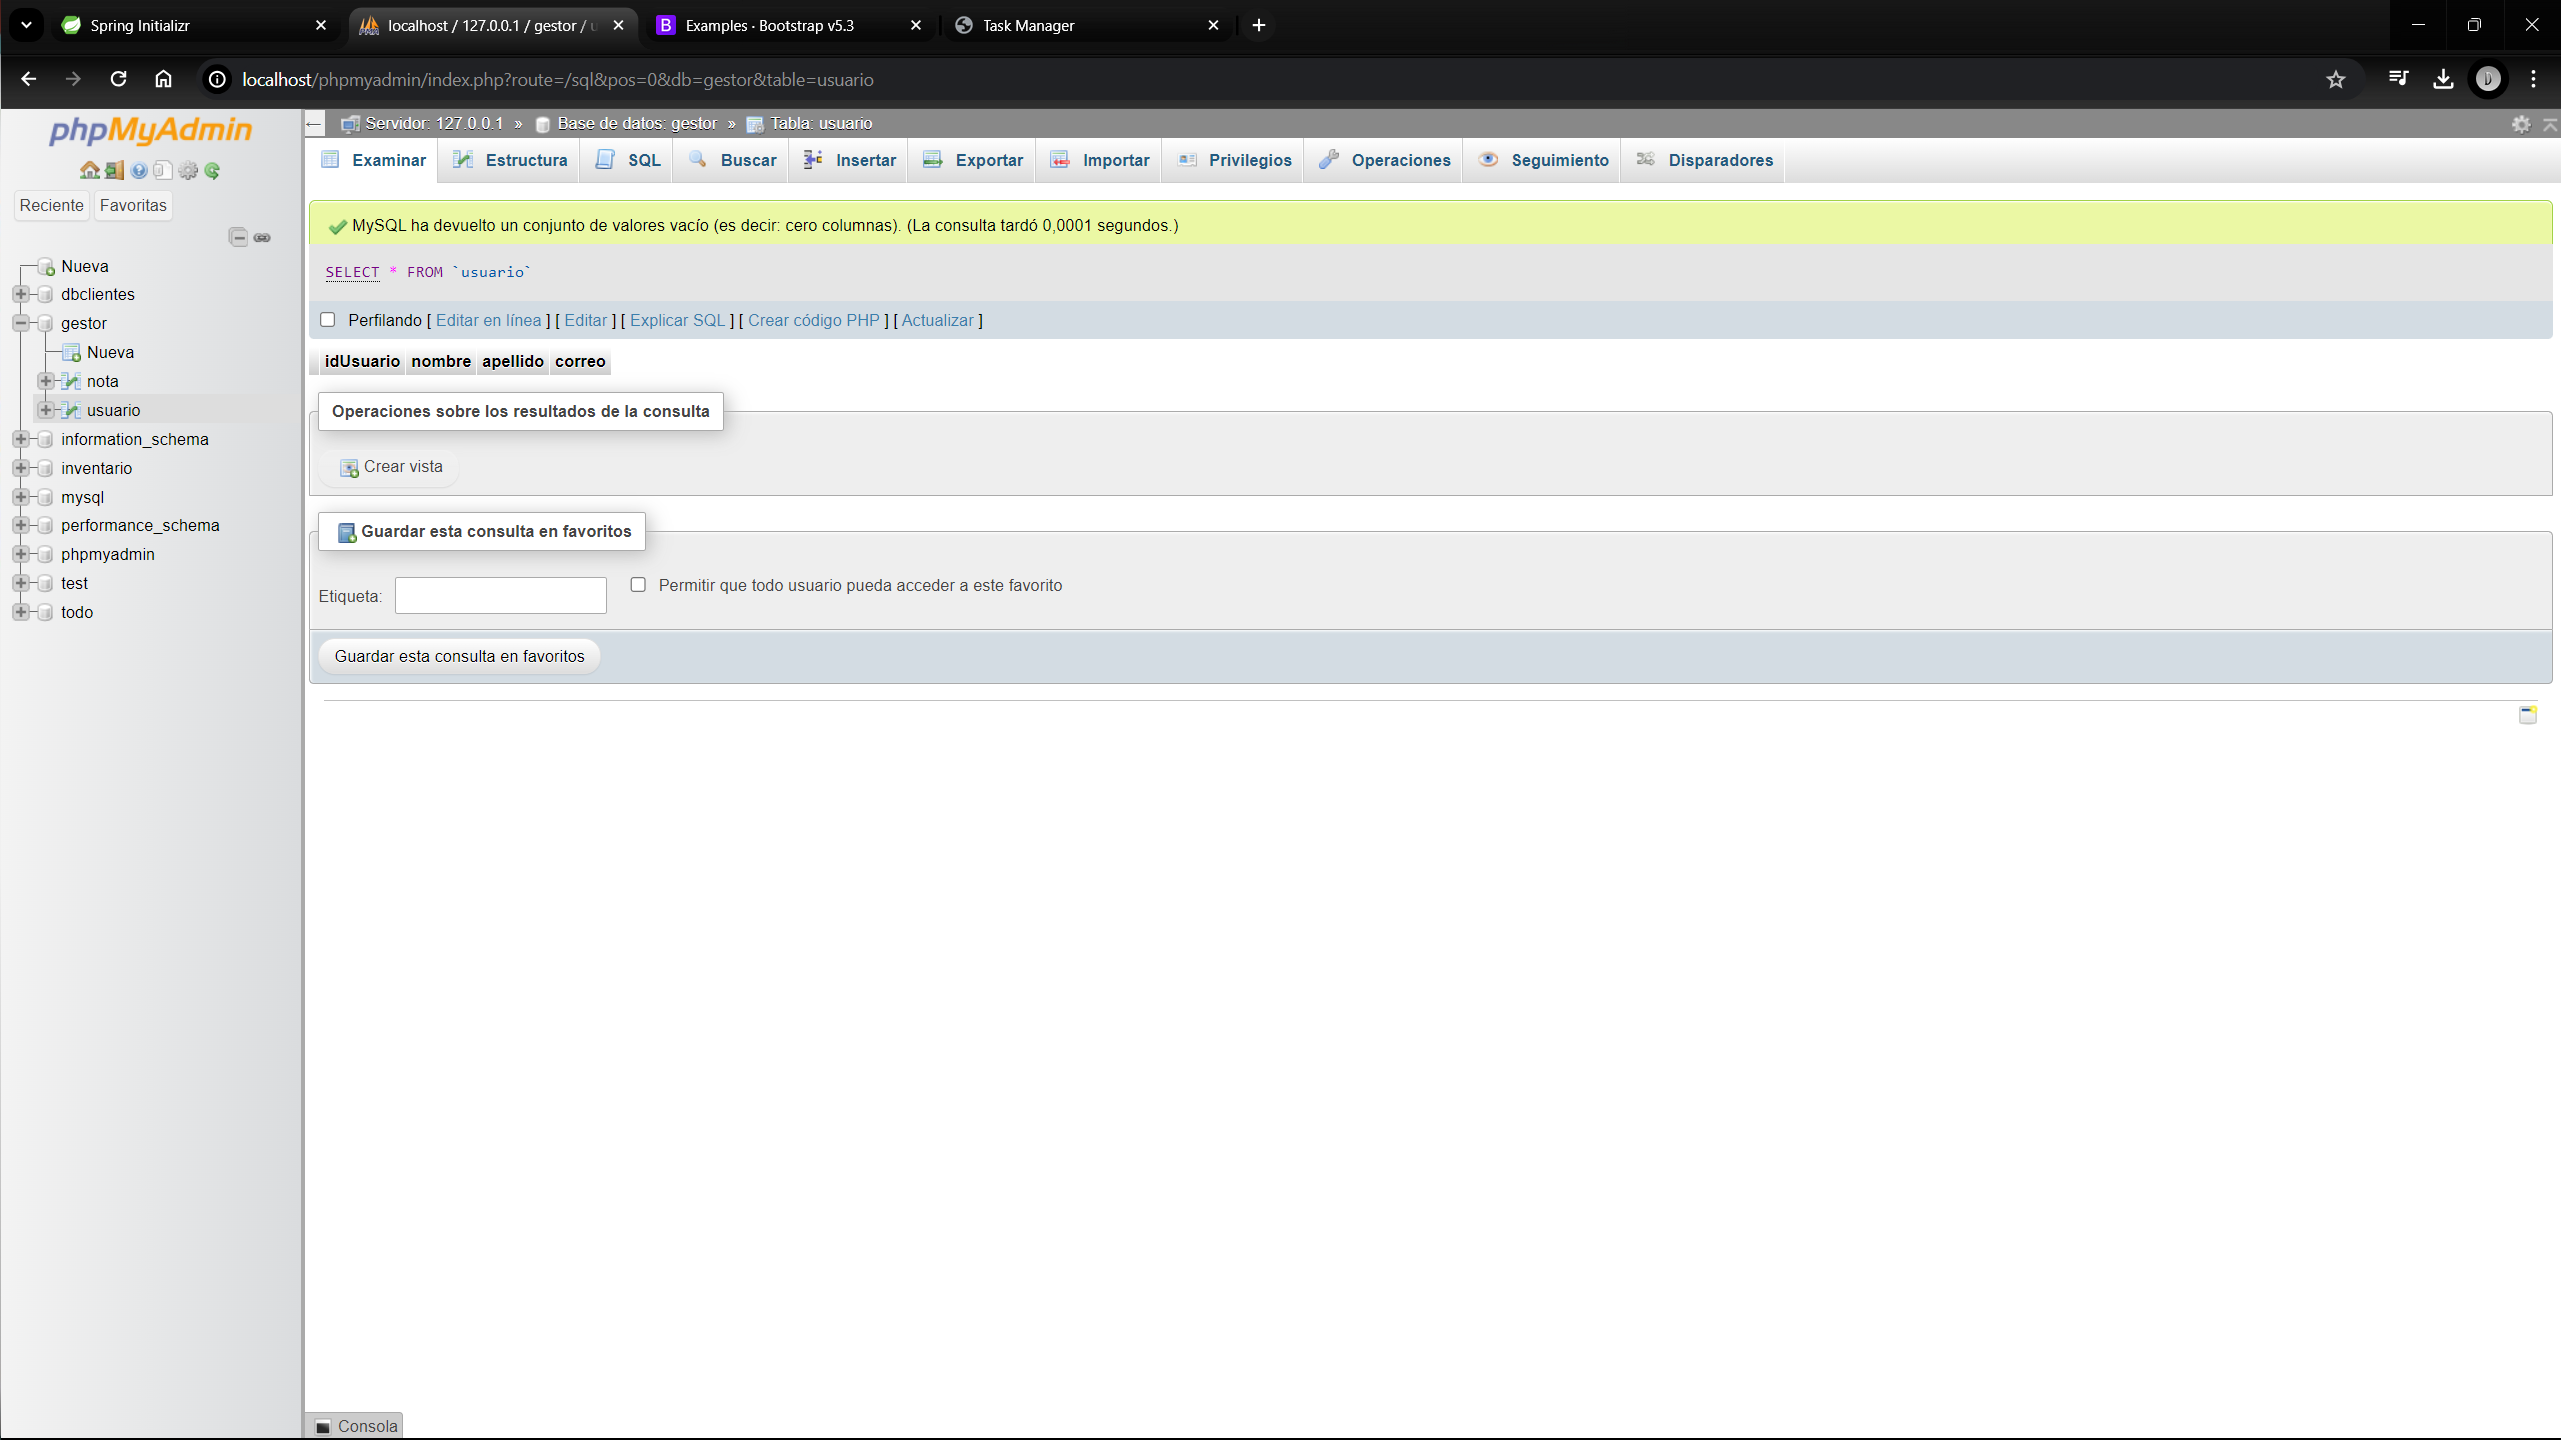 Spring Initializr
localhost / 127.0.0.1 / gestor / u
Examples · Bootstrap v5.3
Task Manager
localhost/phpmyadmin/index.php?route=/sql&pos=0&db=gestor&table=usuario
phpMyAdmin
Reciente Favoritas
Nueva
dbclientes
gestor
Nueva
nota
usuario
information_schema
inventario
mysql
performance_schema
phpmyadmin
test
todo
Servidor: 127.0.0.1 » Base de datos: gestor » Tabla: usuario
Examinar Estructura SQL Buscar Insertar Exportar Importar Privilegios Operaciones Seguimiento Disparadores
MySQL ha devuelto un conjunto de valores vacío (es decir: cero columnas). (La consulta tardó 0,0001 segundos.)
SELECT * FROM `usuario`
Perfilando [ Editar en línea ] [ Editar ] [ Explicar SQL ] [ Crear código PHP ] [ Actualizar ]
idUsuario nombre apellido correo
Operaciones sobre los resultados de la consulta
Crear vista
Guardar esta consulta en favoritos
Etiqueta: Permitir que todo usuario pueda acceder a este favorito
Guardar esta consulta en favoritos
Consola